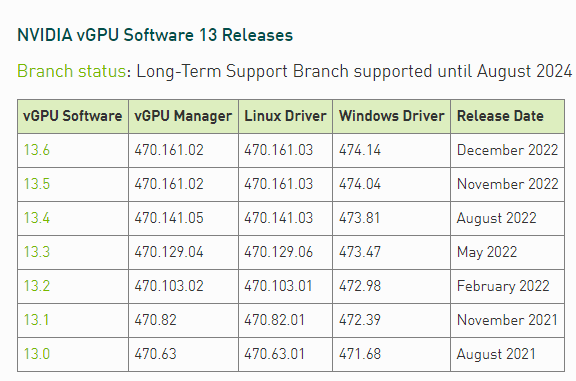 NVIDIA vGPU Software 13 Releases
Branch status: Long-Term Support Branch supported until August 2024
vGPU Software vGPU Manager Linux Driver Windows Driver Release Date
13.6 470.161.02 470.161.03 474.14 December 2022
13.5 470.161.02 470.161.03 474.04 November 2022
13.4 470.141.05 470.141.03 473.81 August 2022
13.3 470.129.04 470.129.06 473.47 May 2022
13.2 470.103.02 470.103.01 472.98 February 2022
13.1 470.82 470.82.01 472.39 November 2021
13.0 470.63 470.63.01 471.68 August 2021